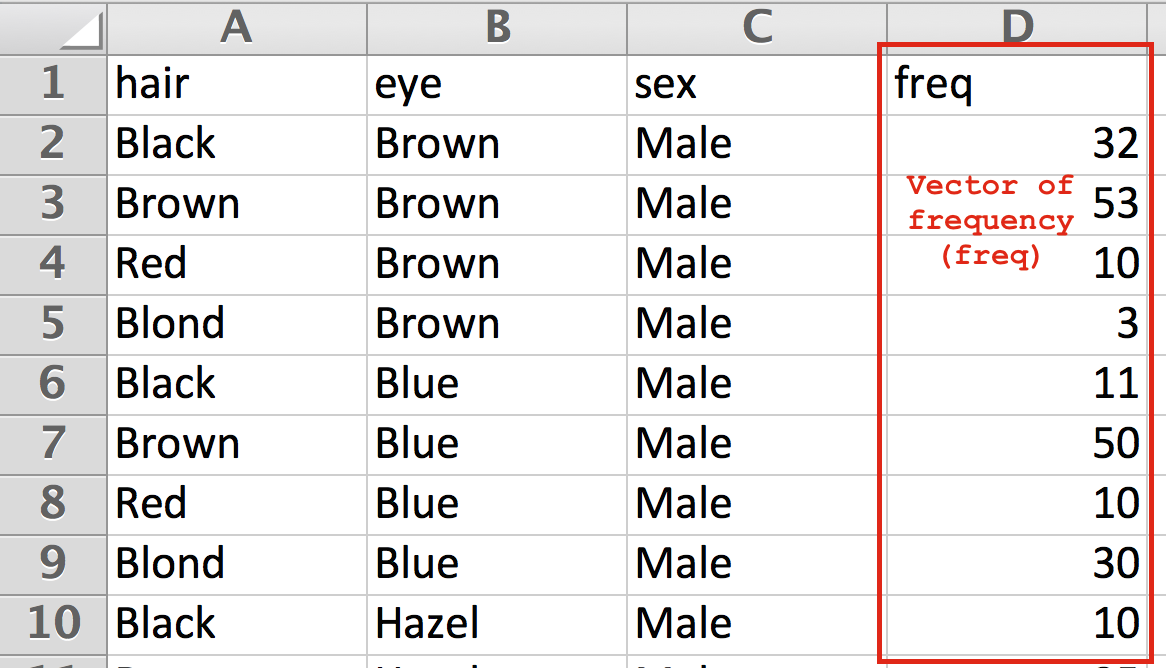 A B C D
1 hair eye sex freq
2 Black Brown Male 32
Vector of
3 Brown Brown Male 53
frequency
4 Red Brown Male 10
(freq)
5 Blond Brown Male 3
6 Black Blue Male 11
7 Brown Blue Male 50
8 Red Blue Male 10
9 Blond Blue Male 30
10 Black Hazel Male 10